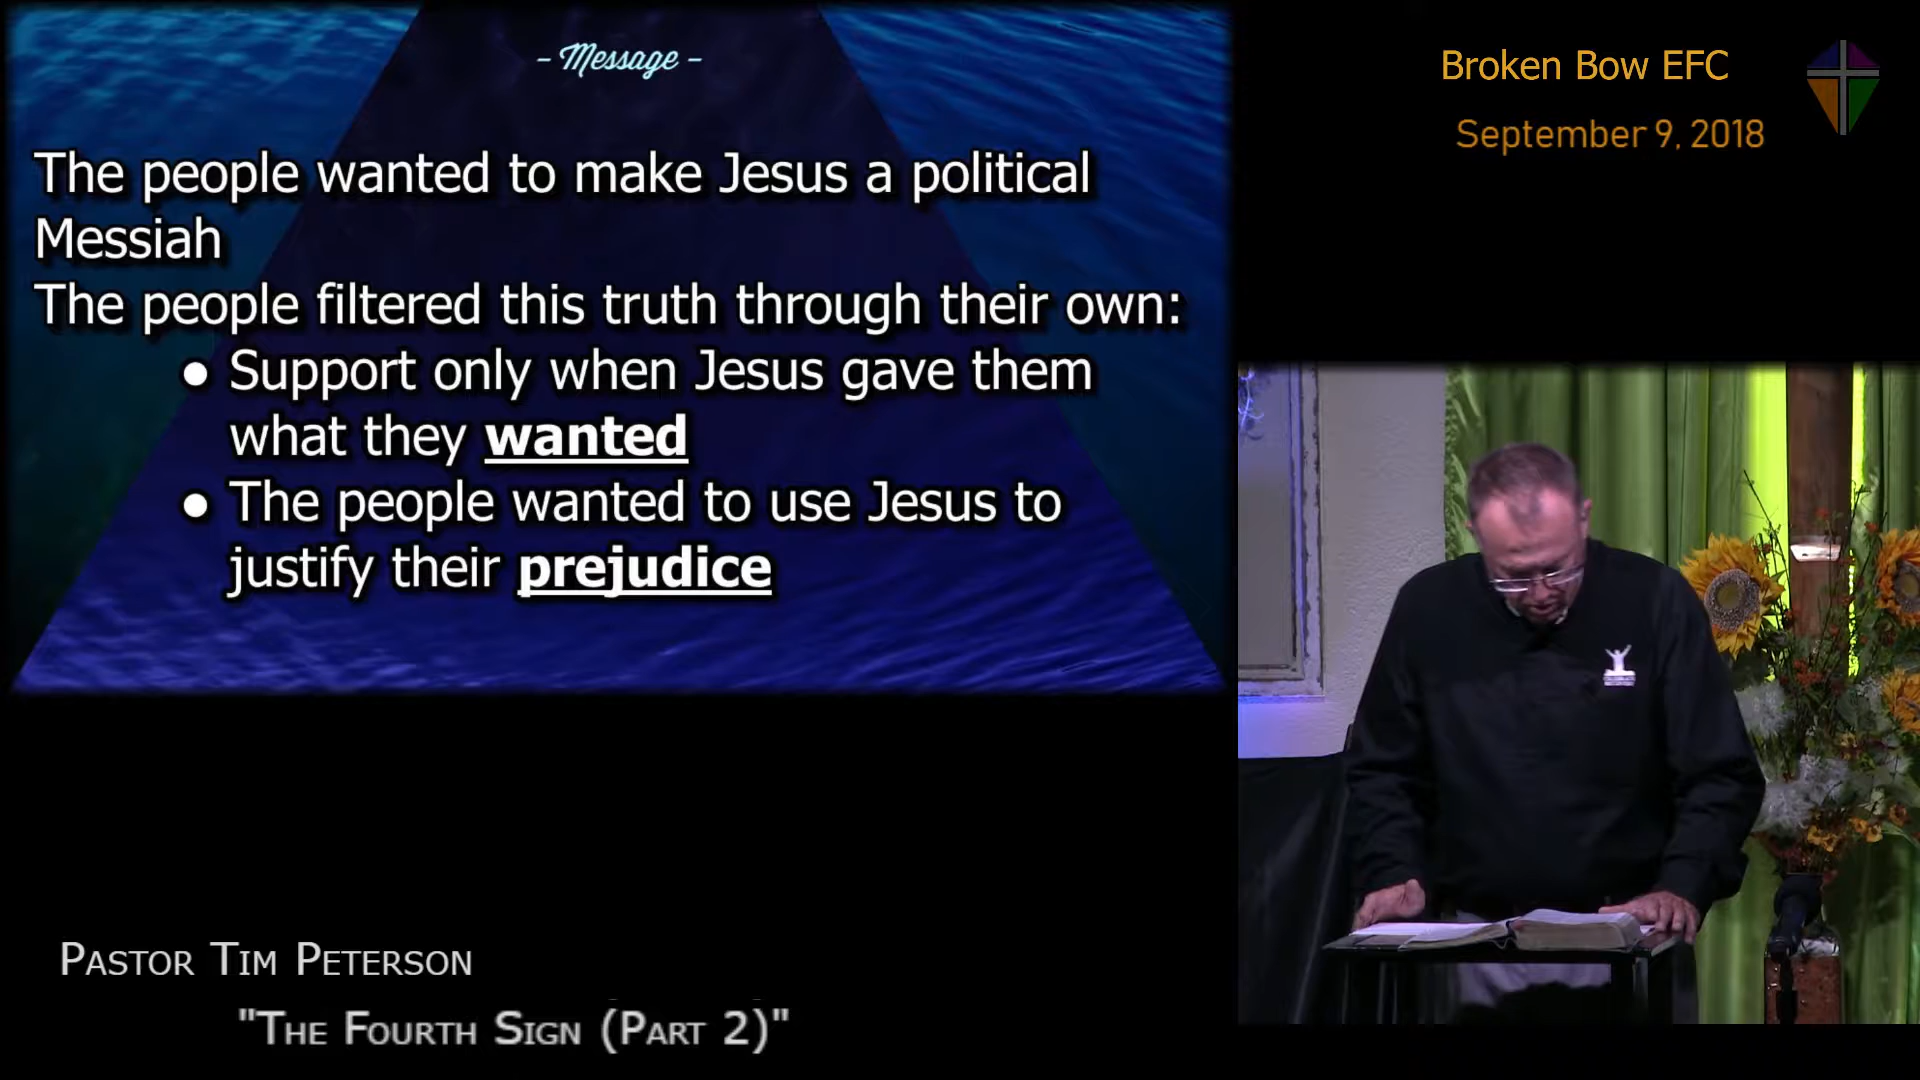 - Message -
The people wanted to make Jesus a political
Messiah
The people filtered this truth through their own:
● Support only when Jesus gave them
what they wanted
● The people wanted to use Jesus to
justify their prejudice
Broken Bow EFC
September 9, 2018
PASTOR TIM PETERSON
"THE FOURTH SIGN (PART 2)"